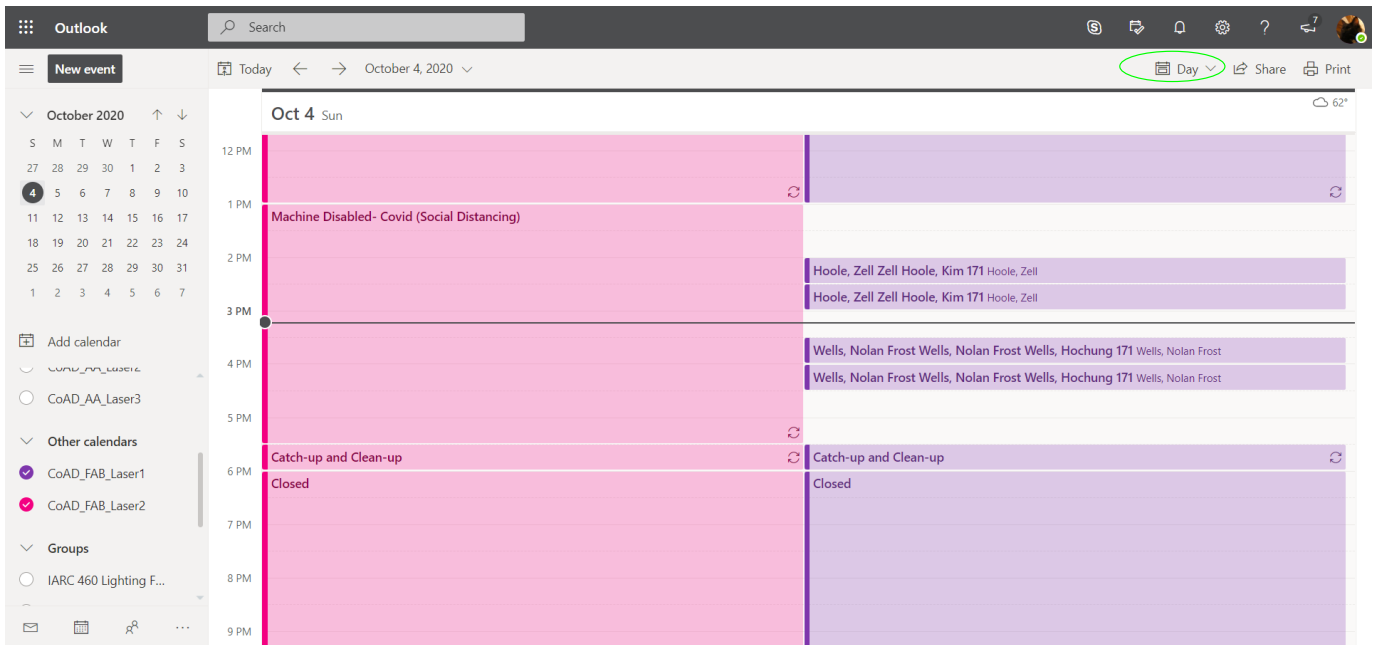 Outlook
Search
7
New event
Today
October 4, 2020
Day
Share
Print
October 2020
S M T W T F S
27 28 29 30 1 2 3
4 5 6 7 8 9 10
11 12 13 14 15 16 17
18 19 20 21 22 23 24
25 26 27 28 29 30 31
1 2 3 4 5 6 7
Add calendar
CoAD_AA_Laser2
CoAD_AA_Laser3
Other calendars
CoAD_FAB_Laser1
CoAD_FAB_Laser2
Groups
IARC 460 Lighting F...
Oct 4 Sun
62°
12 PM
1 PM
Machine Disabled- Covid (Social Distancing)
2 PM
Hoole, Zell Zell Hoole, Kim 171 Hoole, Zell
Hoole, Zell Zell Hoole, Kim 171 Hoole, Zell
3 PM
Wells, Nolan Frost Wells, Nolan Frost Wells, Hochung 171 Wells, Nolan Frost
4 PM
Wells, Nolan Frost Wells, Nolan Frost Wells, Hochung 171 Wells, Nolan Frost
5 PM
Catch-up and Clean-up
Catch-up and Clean-up
6 PM
Closed
Closed
7 PM
8 PM
9 PM